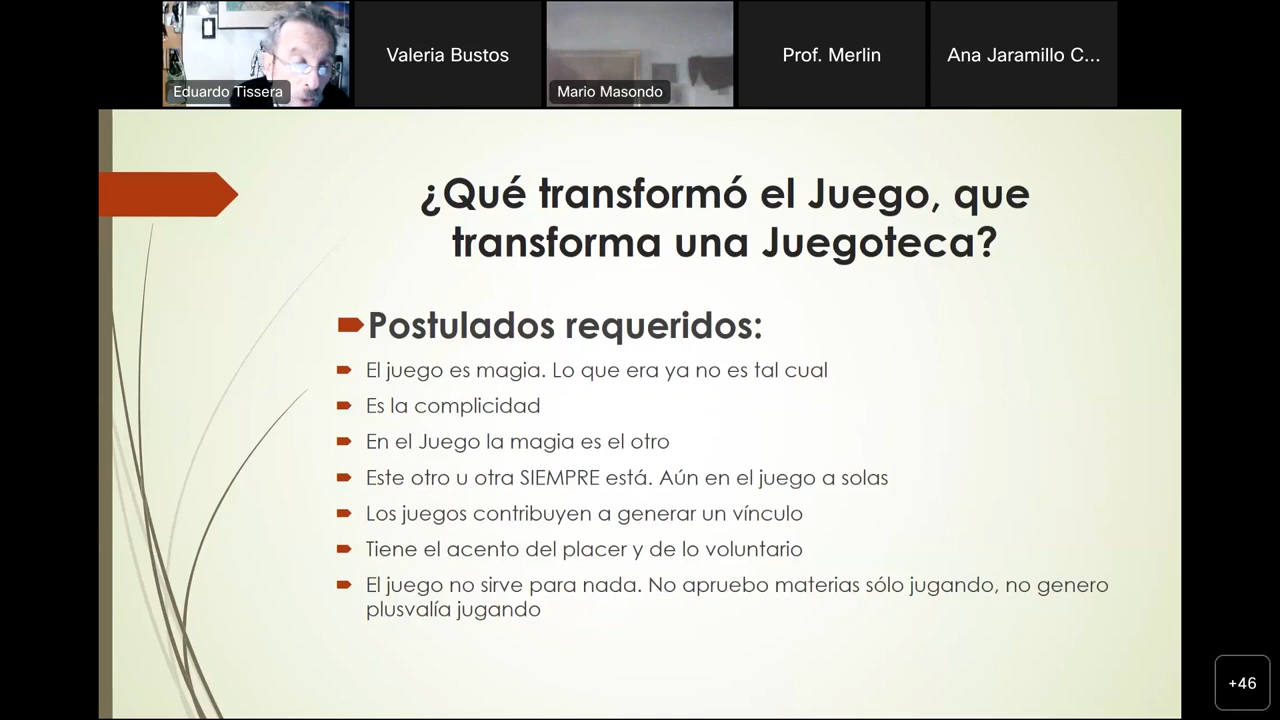 Eduardo Tissera
Valeria Bustos
Mario Masondo
Prof. Merlin
Ana Jaramillo C...
¿Qué transformó el Juego, que
transforma una Juegoteca?
Postulados requeridos:
El juego es magia. Lo que era ya no es tal cual
Es la complicidad
En el Juego la magia es el otro
Este otro u otra SIEMPRE está. Aún en el juego a solas
Los juegos contribuyen a generar un vínculo
Tiene el acento del placer y de lo voluntario
El juego no sirve para nada. No apruebo materias sólo jugando, no genero
plusvalía jugando
+46